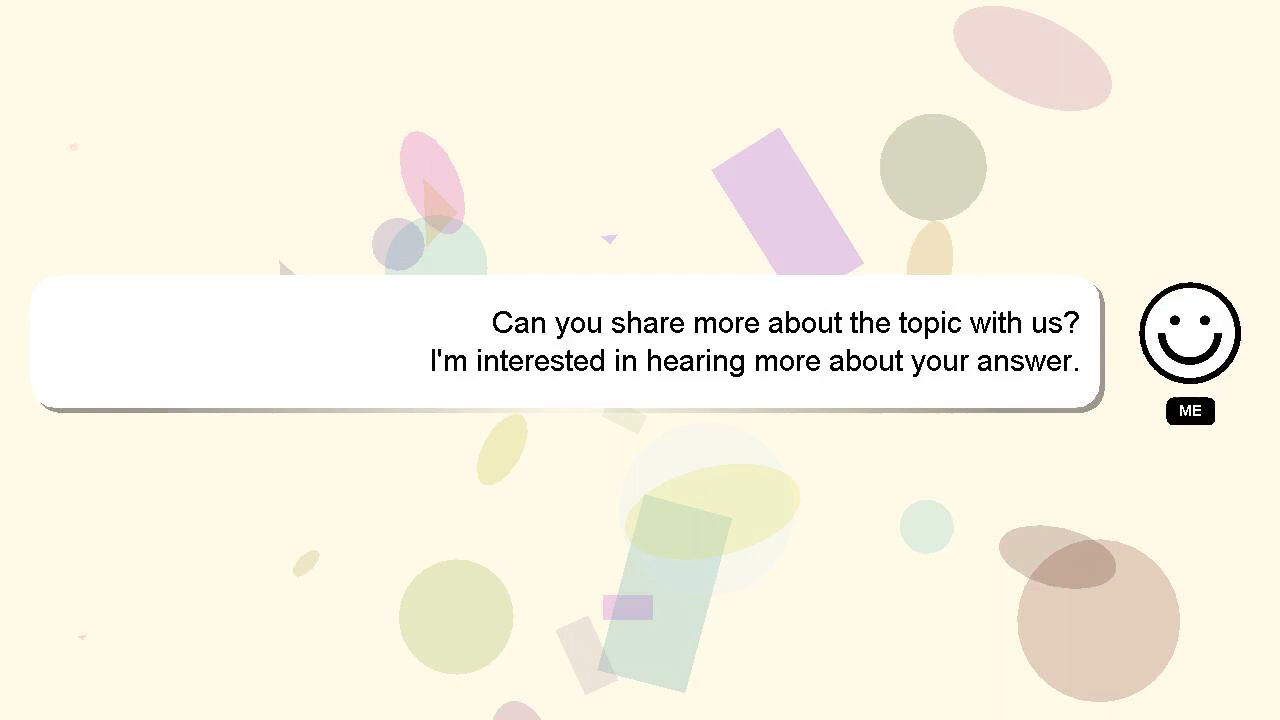 Can you share more about the topic with us?
I'm interested in hearing more about your answer.
ME